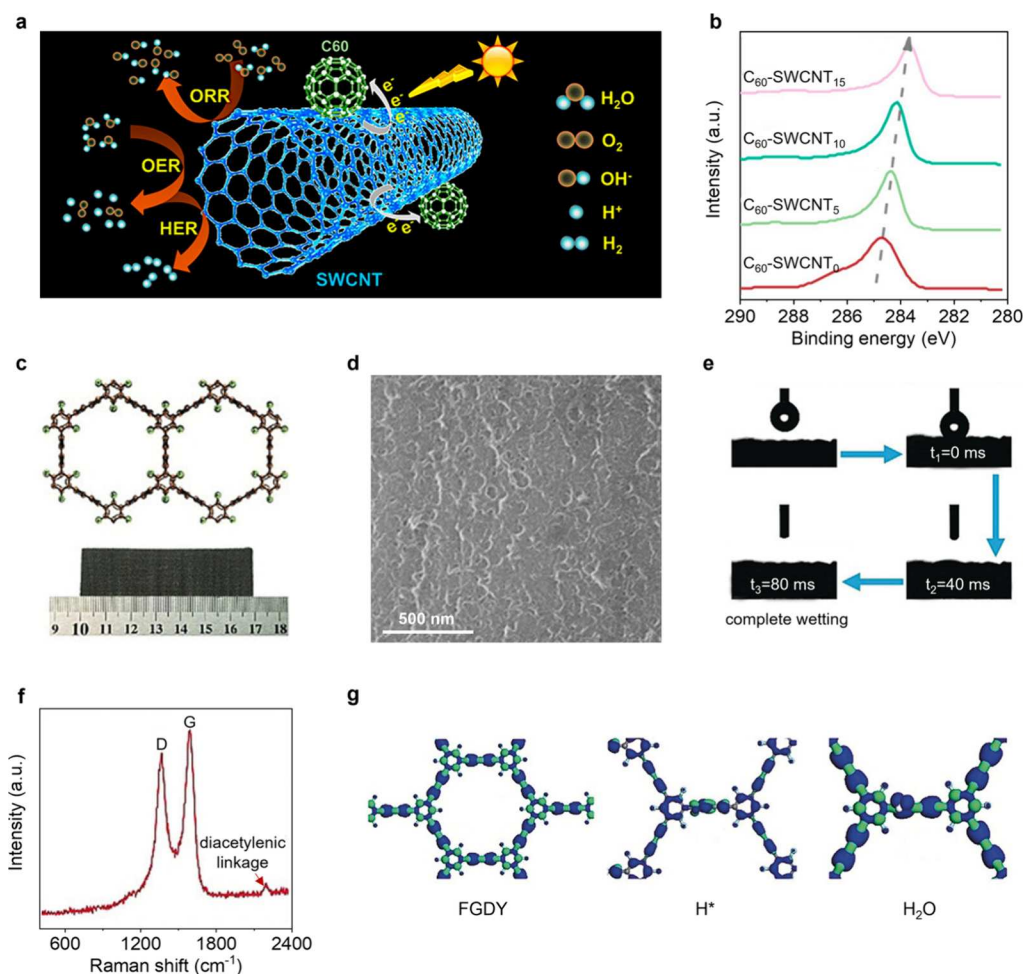 a
C60
e-
e-
e-
ORR
OER
HER
e-
e-
SWCNT
H₂O
O₂
OH⁻
H⁺
H₂
b
C₆₀-SWCNT₁₅
C₆₀-SWCNT₁₀
C₆₀-SWCNT₅
C₆₀-SWCNT₀
Intensity (a.u.)
290 288 286 284 282 280
Binding energy (eV)
c
9 10 11 12 13 14 15 16 17 18
d
500 nm
e
t₁=0 ms
t₃=80 ms
t₂=40 ms
complete wetting
f
D
G
diacetylenic
linkage
Intensity (a.u.)
600 1200 1800 2400
Raman shift (cm⁻¹)
g
FGDY
H*
H₂O